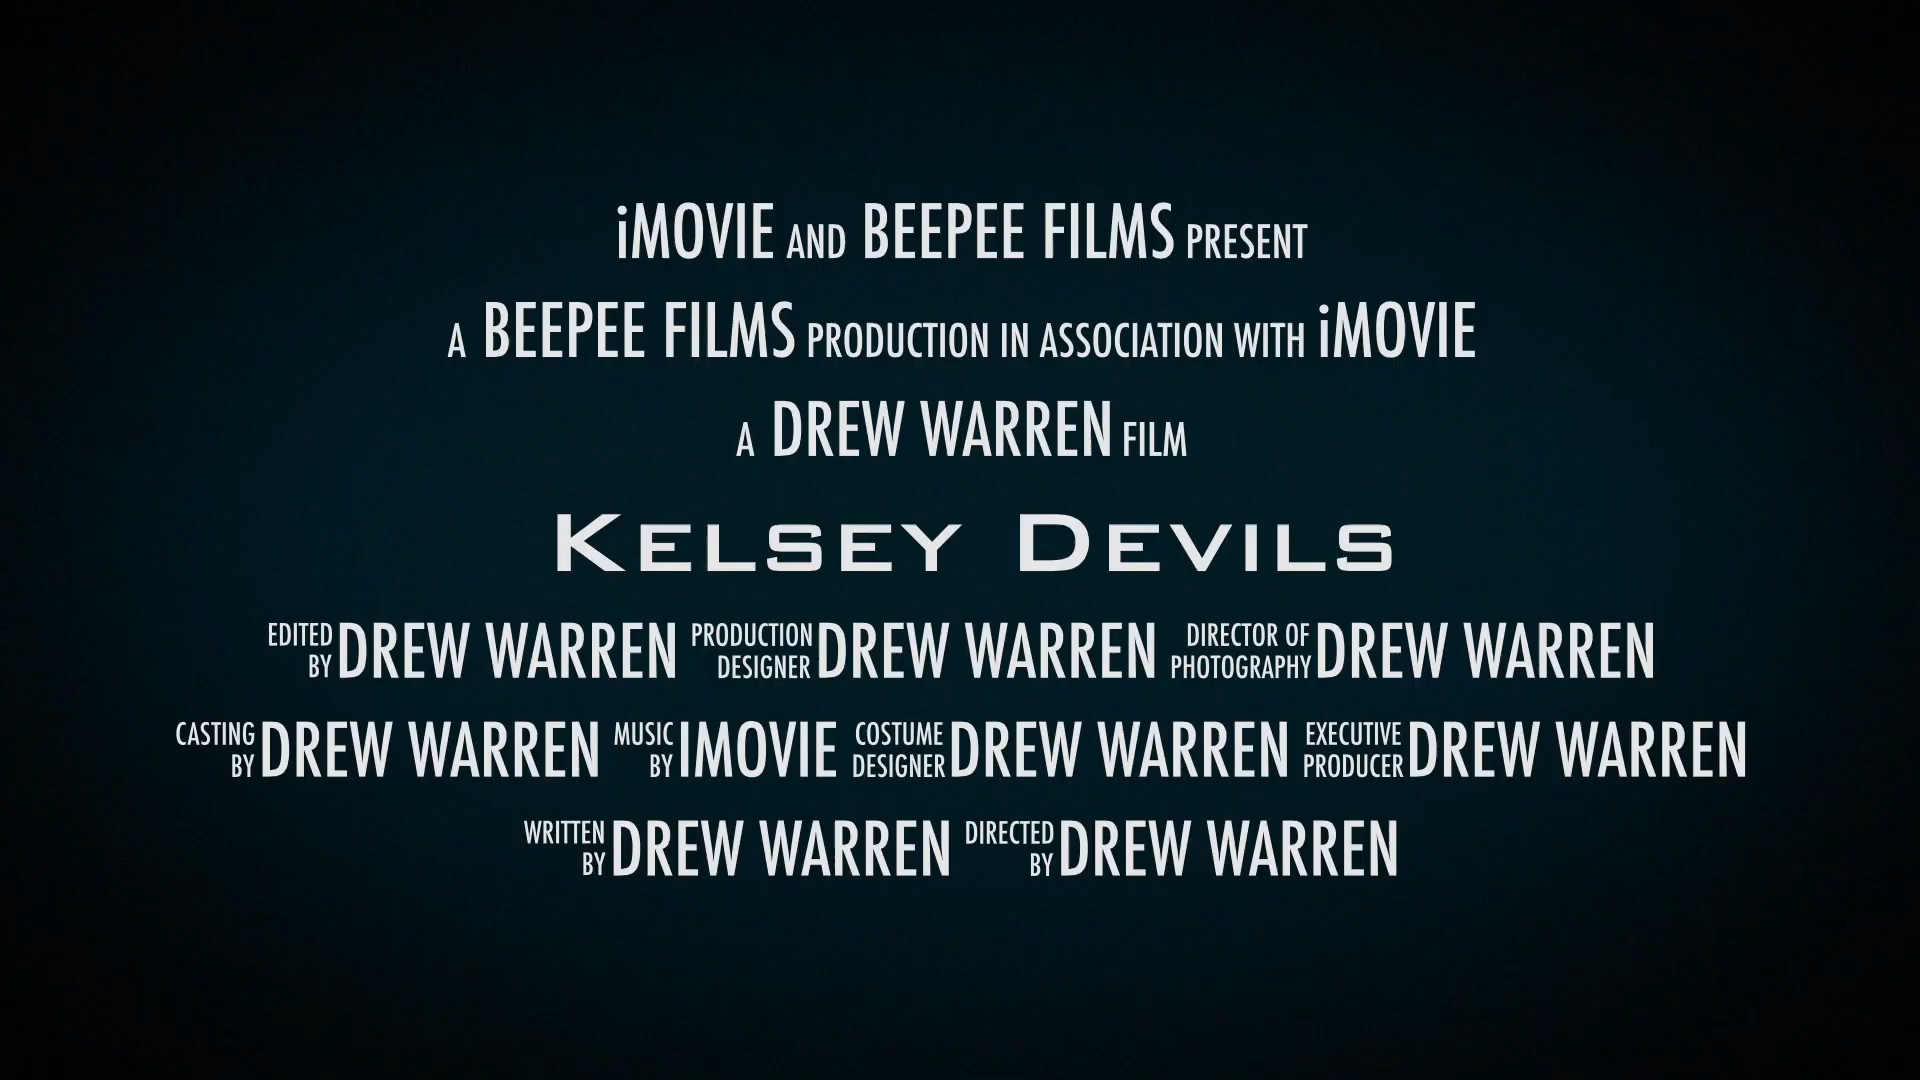 iMOVIE AND BEEPEE FILMS PRESENT
A BEEPEE FILMS PRODUCTION IN ASSOCIATION WITH iMOVIE
A DREW WARREN FILM
KELSEY DEVILS
EDITED BY DREW WARREN PRODUCTION DESIGNER DREW WARREN DIRECTOR OF PHOTOGRAPHY DREW WARREN
CASTING BY DREW WARREN MUSIC BY IMOVIE COSTUME DESIGNER DREW WARREN EXECUTIVE PRODUCER DREW WARREN
WRITTEN BY DREW WARREN DIRECTED BY DREW WARREN